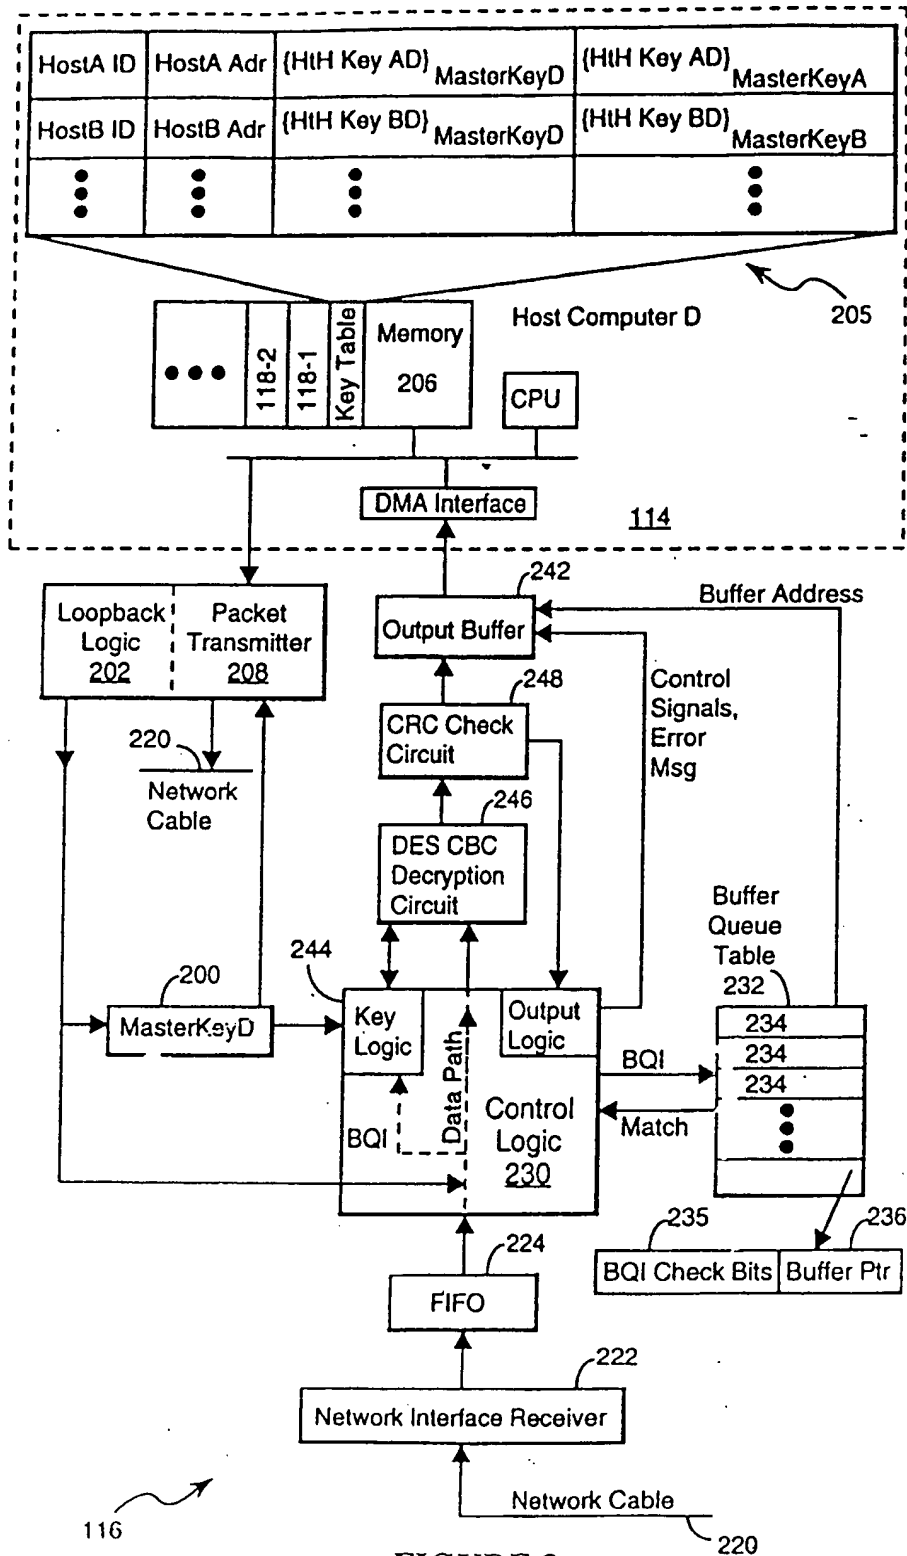 HostA ID HostA Adr {HtH Key AD} MasterKeyD {HtH Key AD} MasterKeyA
HostB ID HostB Adr {HtH Key BD} MasterKeyD {HtH Key BD} MasterKeyB
205
118-2
118-1
Key Table
Memory
206
Host Computer D
CPU
DMA Interface
114
Loopback
Logic
202
Packet
Transmitter
208
242
Output Buffer
Buffer Address
248
CRC Check
Circuit
Control
Signals,
Error
Msg
220
Network
Cable
246
DES CBC
Decryption
Circuit
Buffer
Queue
Table
232
244
200
MasterKeyD
Key
Logic
Output
Logic
Data Path
BQI
Control
Logic
230
BQI
Match
234
234
234
235
236
BQI Check Bits
Buffer Ptr
224
FIFO
222
Network Interface Receiver
Network Cable
220
116